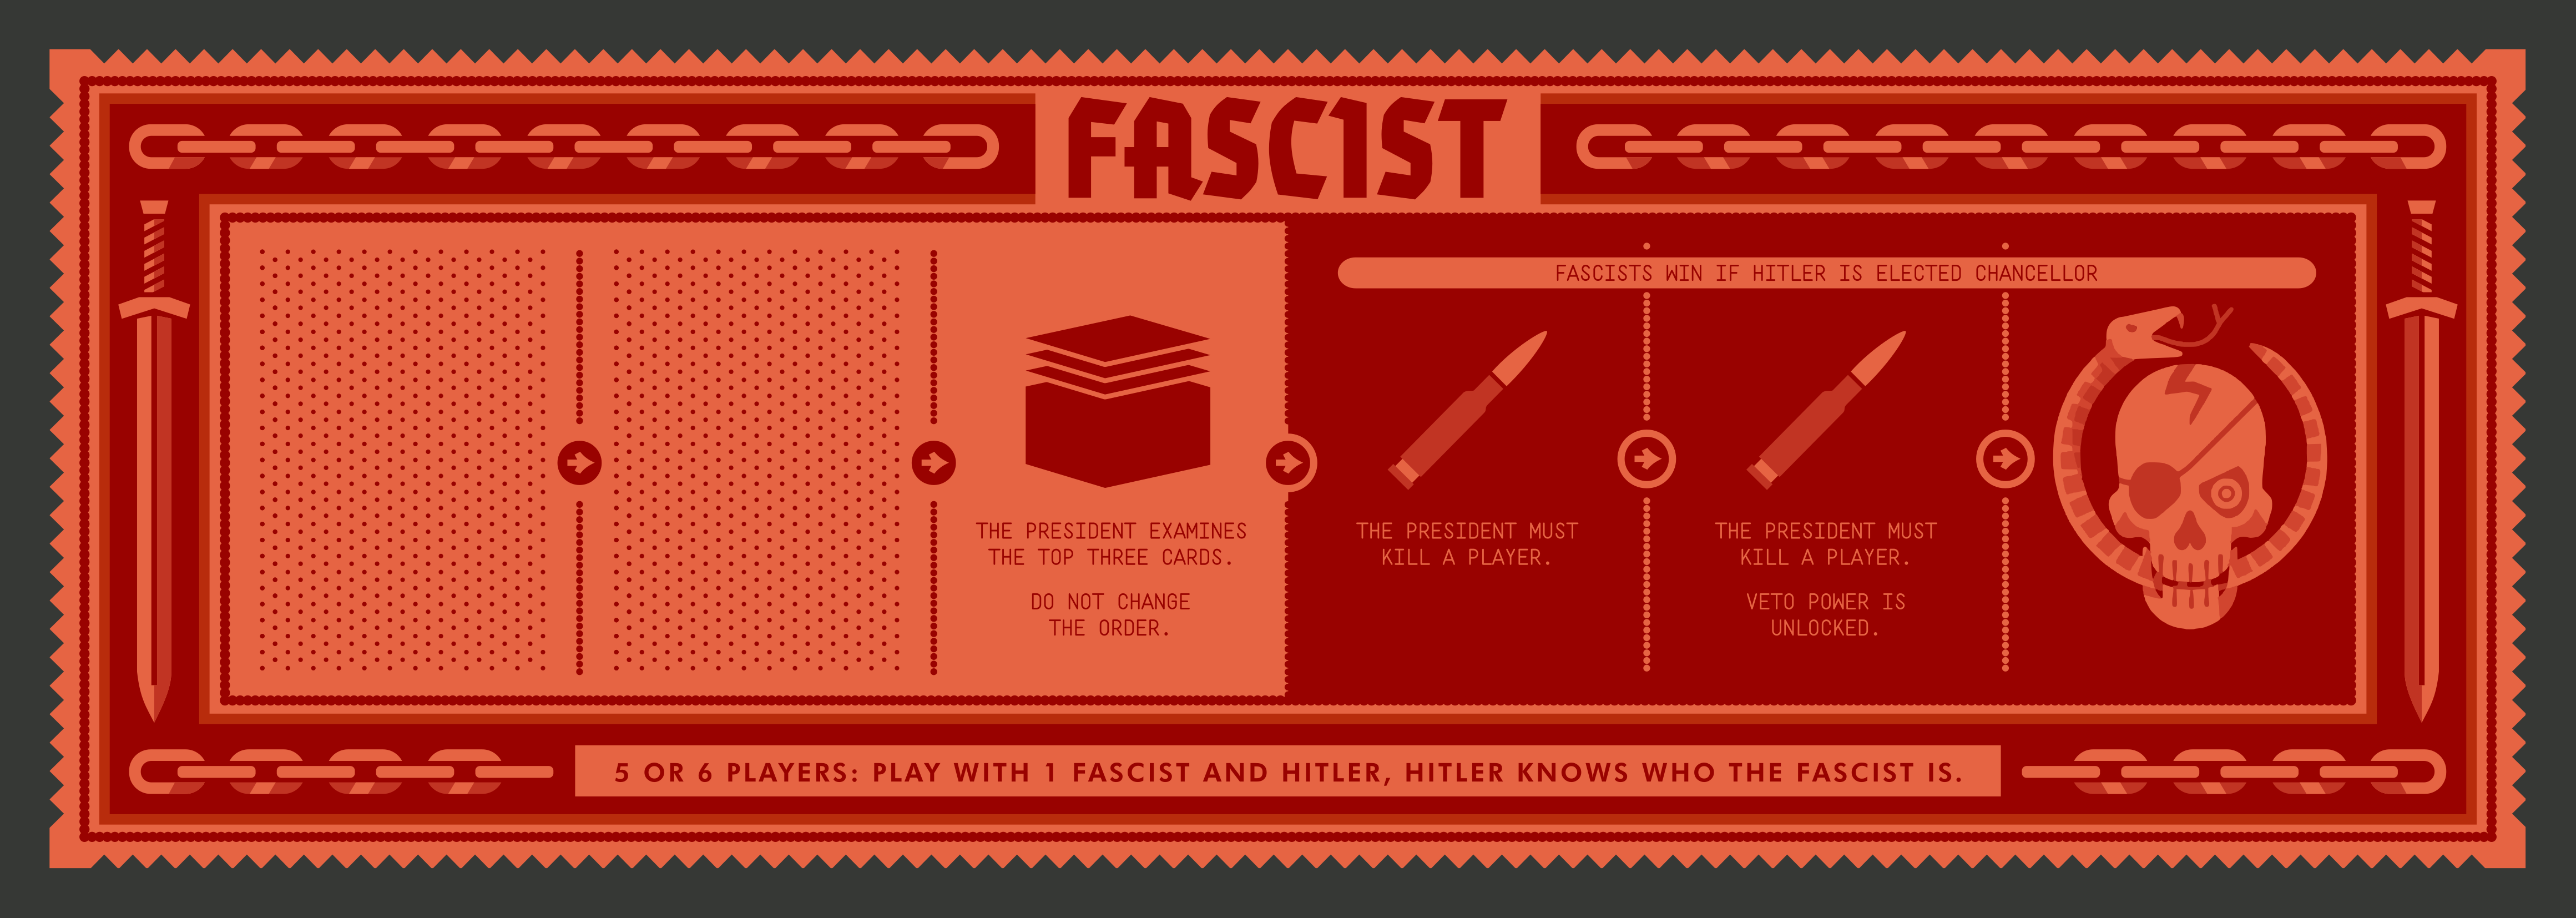 FASCIST
FASCISTS WIN IF HITLER IS ELECTED CHANCELLOR
THE PRESIDENT EXAMINES
THE TOP THREE CARDS.
DO NOT CHANGE
THE ORDER.
THE PRESIDENT MUST
KILL A PLAYER.
THE PRESIDENT MUST
KILL A PLAYER.
VETO POWER IS
UNLOCKED.
5 OR 6 PLAYERS: PLAY WITH 1 FASCIST AND HITLER, HITLER KNOWS WHO THE FASCIST IS.